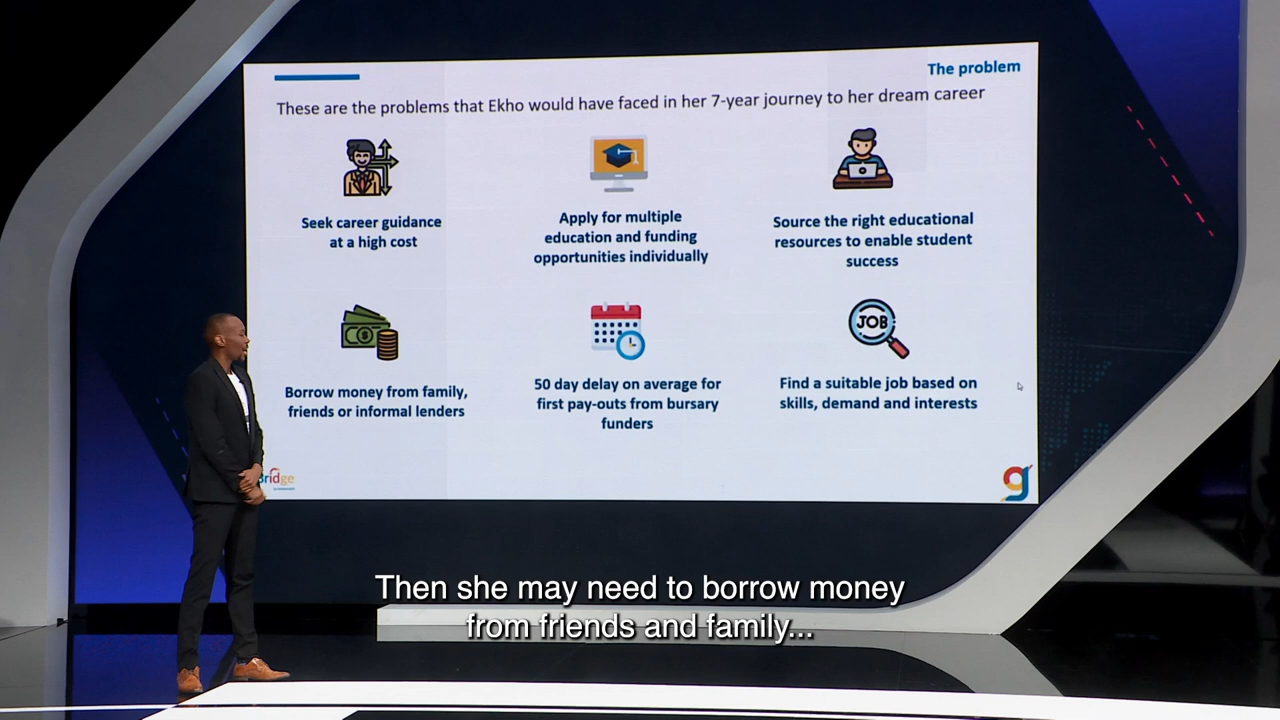 The problem
These are the problems that Ekho would have faced in her 7-year journey to her dream career
Seek career guidance
at a high cost
Apply for multiple
education and funding
opportunities individually
Source the right educational
resources to enable student
success
JOB
Borrow money from family,
friends or informal lenders
50 day delay on average for
first pay-outs from bursary
funders
Find a suitable job based on
skills, demand and interests
Bridge
g
Then she may need to borrow money
from friends and family...